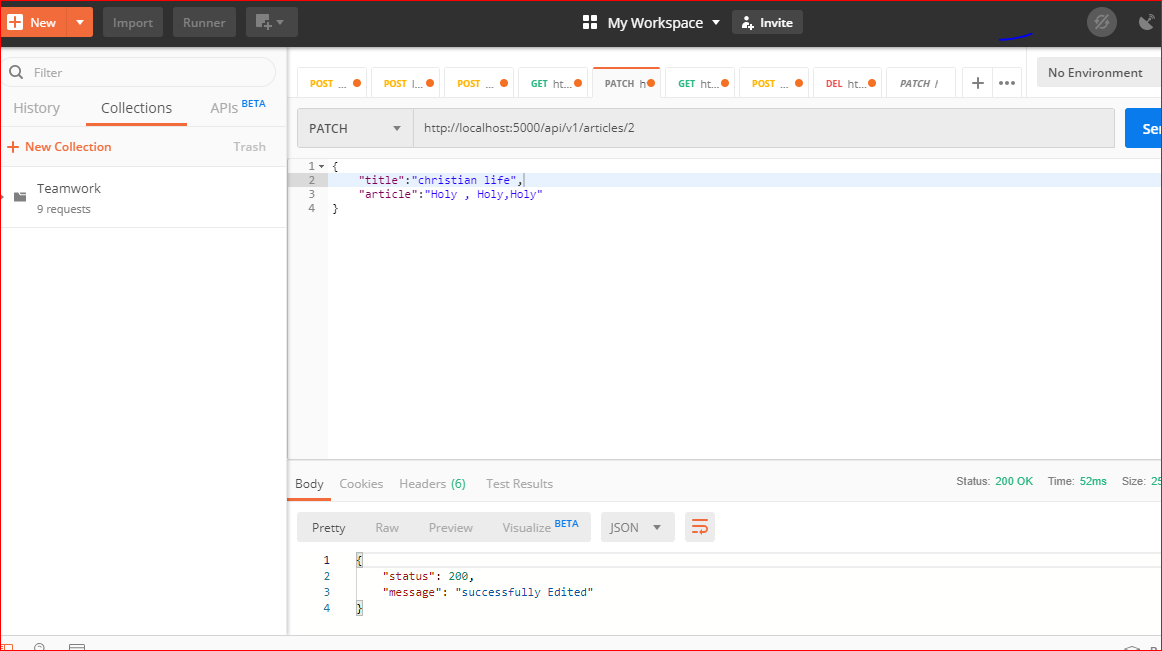 New Import Runner My Workspace Invite
Filter
History Collections APIs BETA
New Collection Trash
Teamwork
9 requests
POST ... POST l... POST ... GET ht... PATCH h GET ht... POST ... DEL ht... PATCH + ••• No Environment
PATCH http://localhost:5000/api/v1/articles/2
1 {
2 "title":"christian life",
3 "article":"Holy , Holy,Holy"
4 }
Body Cookies Headers (6) Test Results Status: 200 OK Time: 52ms Size: 25
Pretty Raw Preview Visualize BETA JSON
1 {
2 "status": 200,
3 "message": "successfully Edited"
4 }